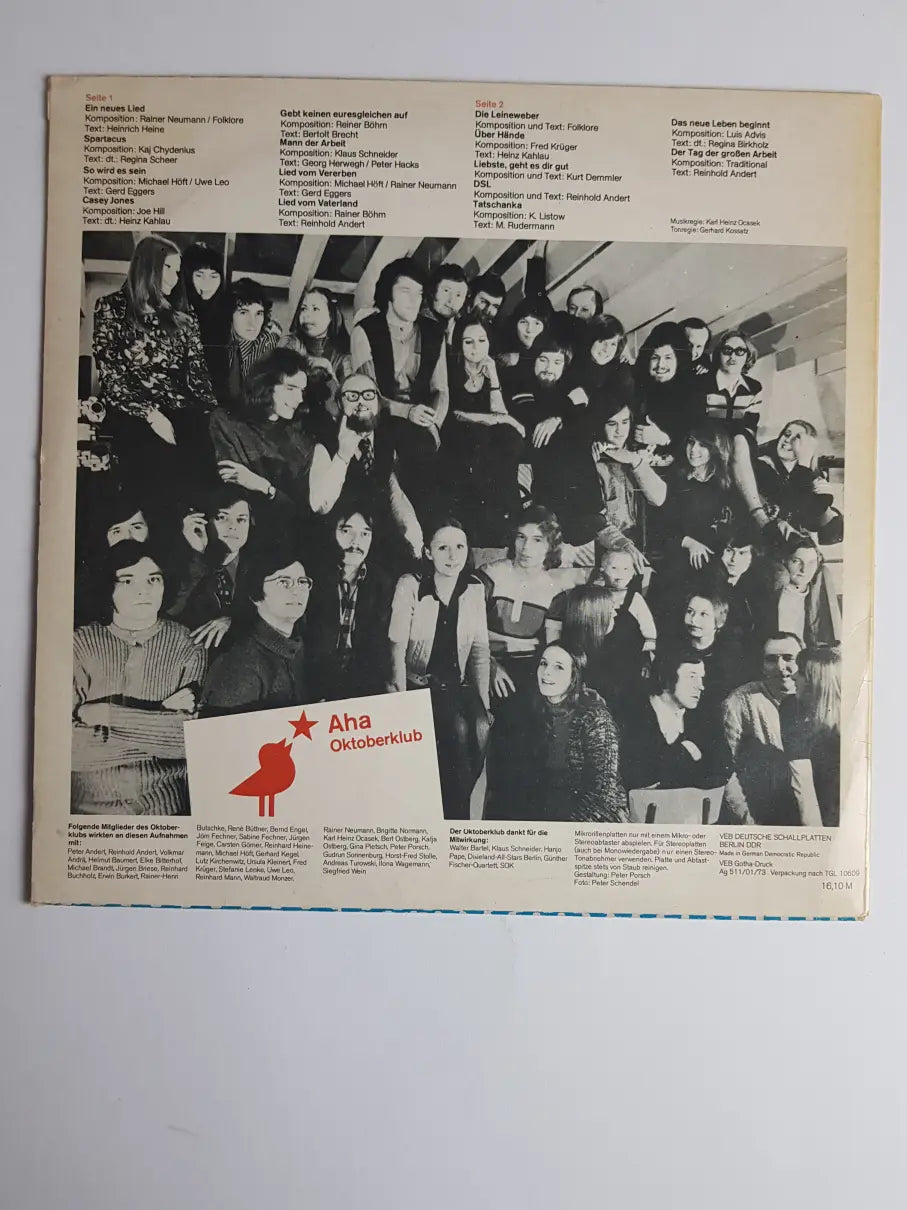 Seite 1
Ein neues Lied
Komposition: Rainer Neumann / Folklore
Text: Heinrich Heine
Spartacus
Komposition: Kaj Chydenius
Text: dt.: Regina Scheer
So wird es sein
Komposition: Michael Höft / Uwe Leo
Text: Gerd Eggers
Casey Jones
Komposition: Joe Hill
Text: dt.: Heinz Kahlau
Gebt keinen euresgleichen auf
Komposition: Reiner Böhm
Text: Bertolt Brecht
Mann der Arbeit
Komposition: Klaus Schneider
Text: Georg Herwegh / Peter Hacks
Lied vom Vererben
Komposition: Michael Höft / Rainer Neumann
Text: Gerd Eggers
Lied vom Vaterland
Komposition: Rainer Böhm
Text: Reinhold Andert
Seite 2
Die Leineweber
Komposition und Text: Folklore
Über Hände
Komposition: Fred Krüger
Text: Heinz Kahlau
Liebste, geht es dir gut
Komposition und Text: Kurt Demmler
DSL
Komposition und Text: Reinhold Andert
Tatschanka
Komposition: K. Listow
Text: M. Rudermann
Das neue Leben beginnt
Komposition: Luis Advis
Text: dt.: Regina Birkholz
Der Tag der großen Arbeit
Komposition: Traditional
Text: Reinhold Andert
Musikregie: Karl Heinz Ocasek
Tonregie: Gerhard Kossatz
Aha
Oktoberklub
Folgende Mitglieder des Oktober-
klubs wirkten an diesen Aufnahmen
mit:
Peter Andert, Reinhold Andert, Volkmar
Andrä, Helmut Baumert, Elke Bitterhof,
Michael Brandt, Jürgen Briese, Reinhard
Buchholz, Erwin Burkert, Rainer-Henri
Butschke, René Büttner, Bernd Engel,
Jörn Fechner, Sabine Fechner, Jürgen
Feige, Carsten Görner, Reinhard Heine-
mann, Michael Höft, Gerhard Kegel,
Lutz Kirchenwitz, Ursula Kleinert, Fred
Krüger, Stefanie Lenke, Uwe Leo,
Reinhard Mann, Waltraud Monzer,
Rainer Neumann, Brigitte Normann,
Karl Heinz Ocasek, Bert Ostberg, Katja
Ostberg, Gina Pietsch, Peter Porsch,
Gudrun Sonnenburg, Horst-Fred Stolle,
Andreas Turowski, Ilona Wagemann,
Siegfried Wein
Der Oktoberklub dankt für die
Mitwirkung:
Walter Bartel, Klaus Schneider, Hanjo
Pape, Dixieland-All-Stars Berlin, Günther
Fischer-Quartett, SOK
Mikrorillenplatten nur mit einem Mikro- oder
Stereoabtaster abspielen. Für Stereoplatten
(auch bei Monowiedergabe) nur einen Stereo-
Tonabnehmer verwenden. Platte und Abtast-
spitze stets von Staub reinigen.
Gestaltung: Peter Porsch
Foto: Peter Schendel
VEB DEUTSCHE SCHALLPLATTEN
BERLIN DDR
Made in German Democratic Republic
VEB Gotha-Druck
Ag 511/01/73 Verpackung nach TGL 10609
16,10 M